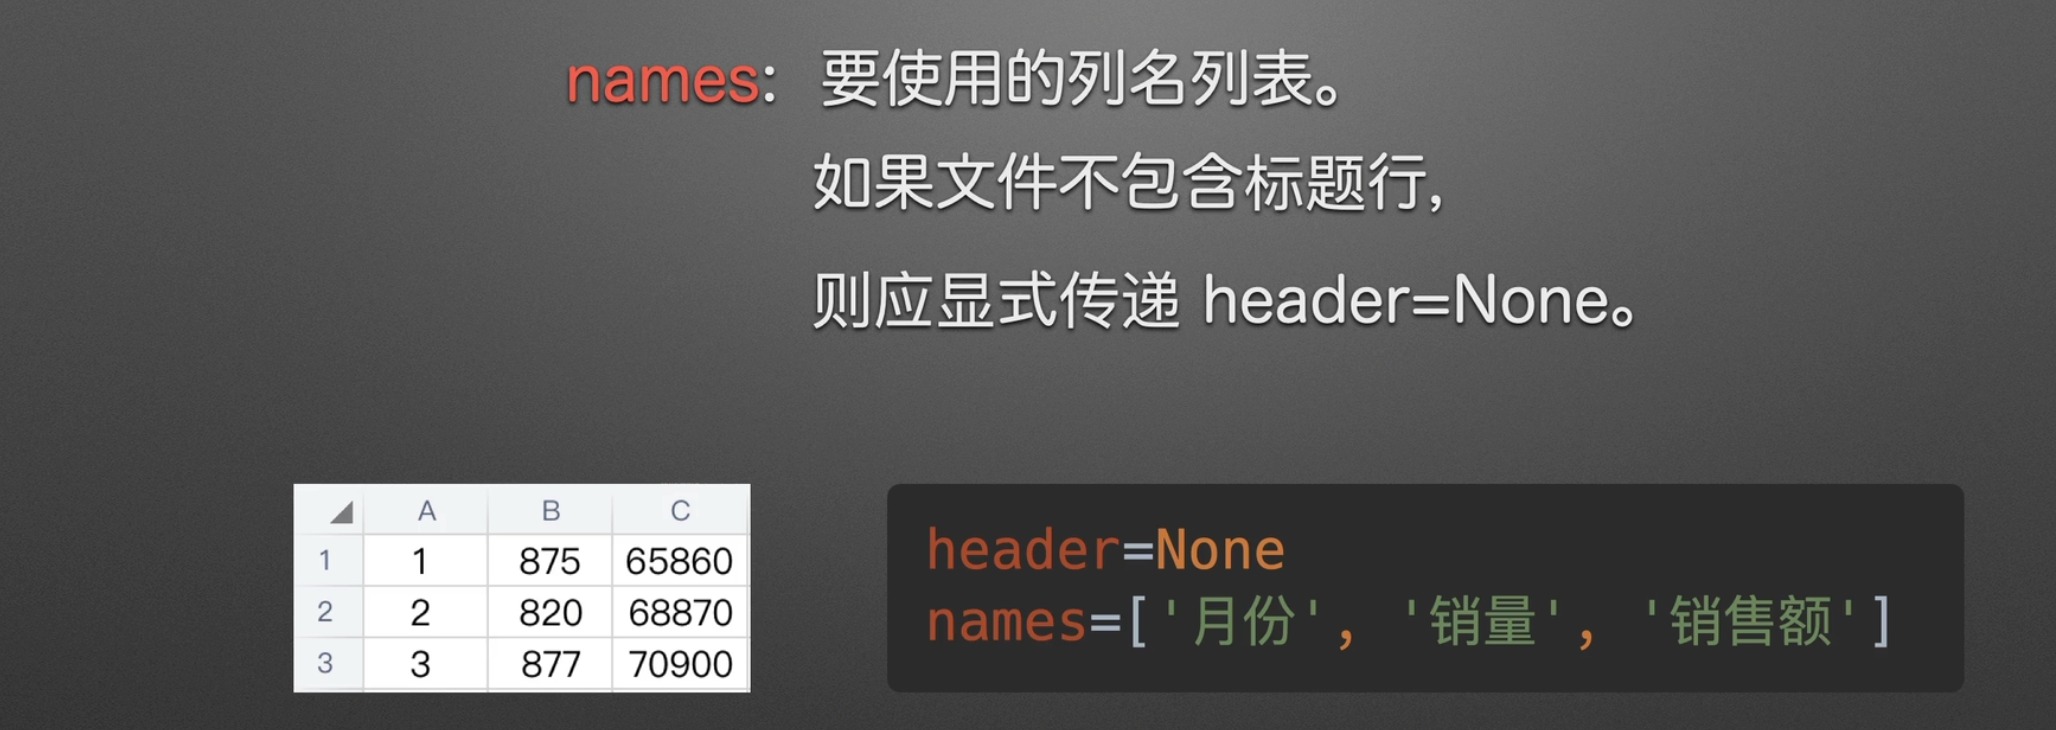 names: 要使用的列名列表。
如果文件不包含标题行,
则应显式传递 header=None。
A B C
1 1 875 65860
2 2 820 68870
3 3 877 70900
header=None
names=['月份', '销量', '销售额']